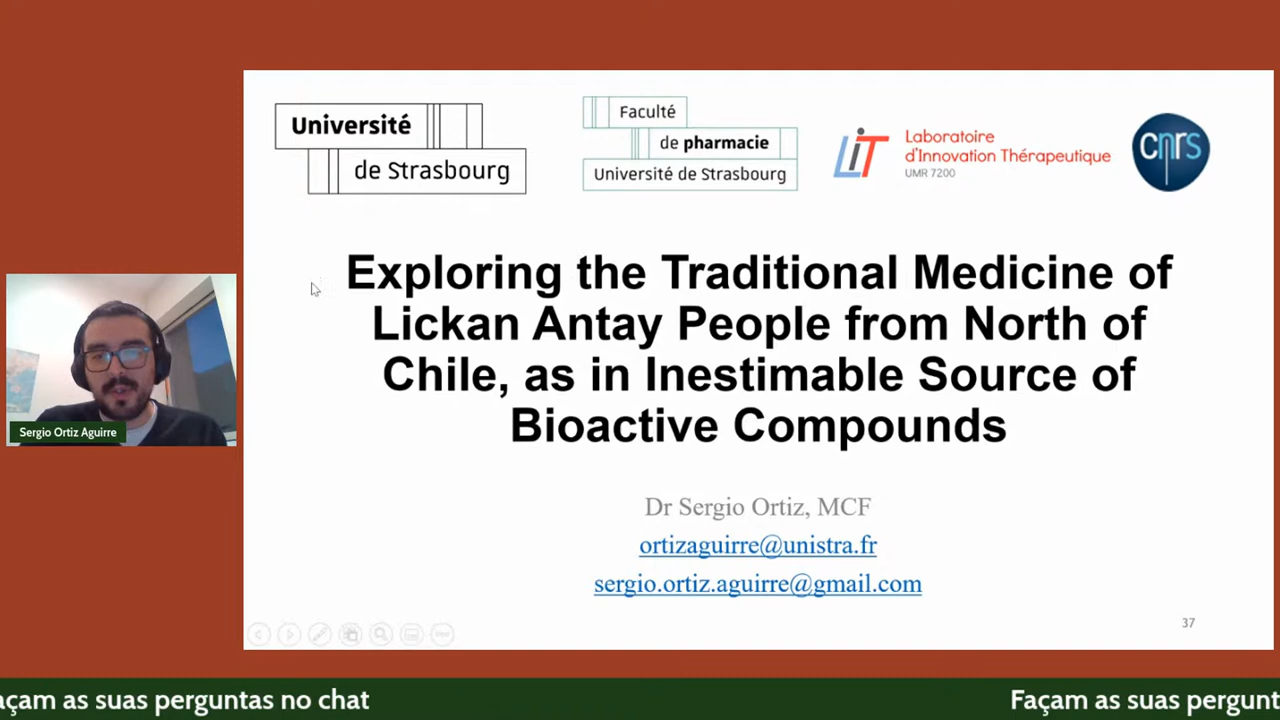 Université
de Strasbourg
Faculté
de pharmacie
Université de Strasbourg
LiT
Laboratoire
d'Innovation Thérapeutique
UMR 7200
cnrs
Exploring the Traditional Medicine of
Lickan Antay People from North of
Chile, as in Inestimable Source of
Bioactive Compounds
Dr Sergio Ortiz, MCF
ortizaguirre@unistra.fr
sergio.ortiz.aguirre@gmail.com
37
Sergio Ortiz Aguirre
açam as suas perguntas no chat
Façam as suas pergunt